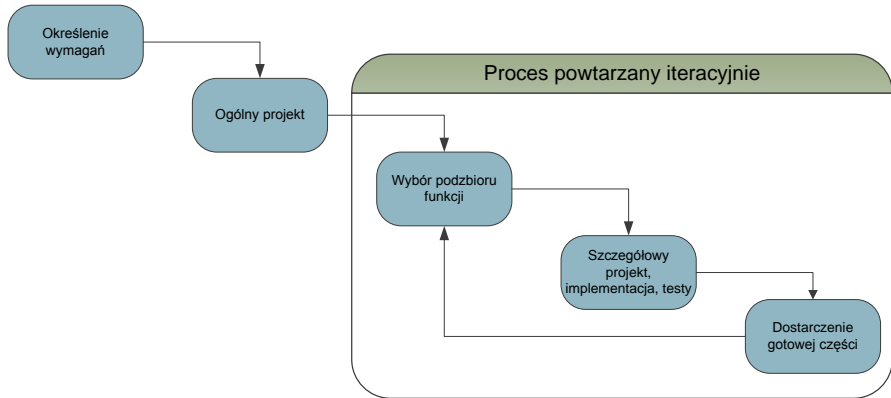 Określenie
wymagań
Proces powtarzany iteracyjnie
Ogólny projekt
Wybór podzbioru
funkcji
Szczegółowy
projekt,
implementacja, testy
Dostarczenie
gotowej części